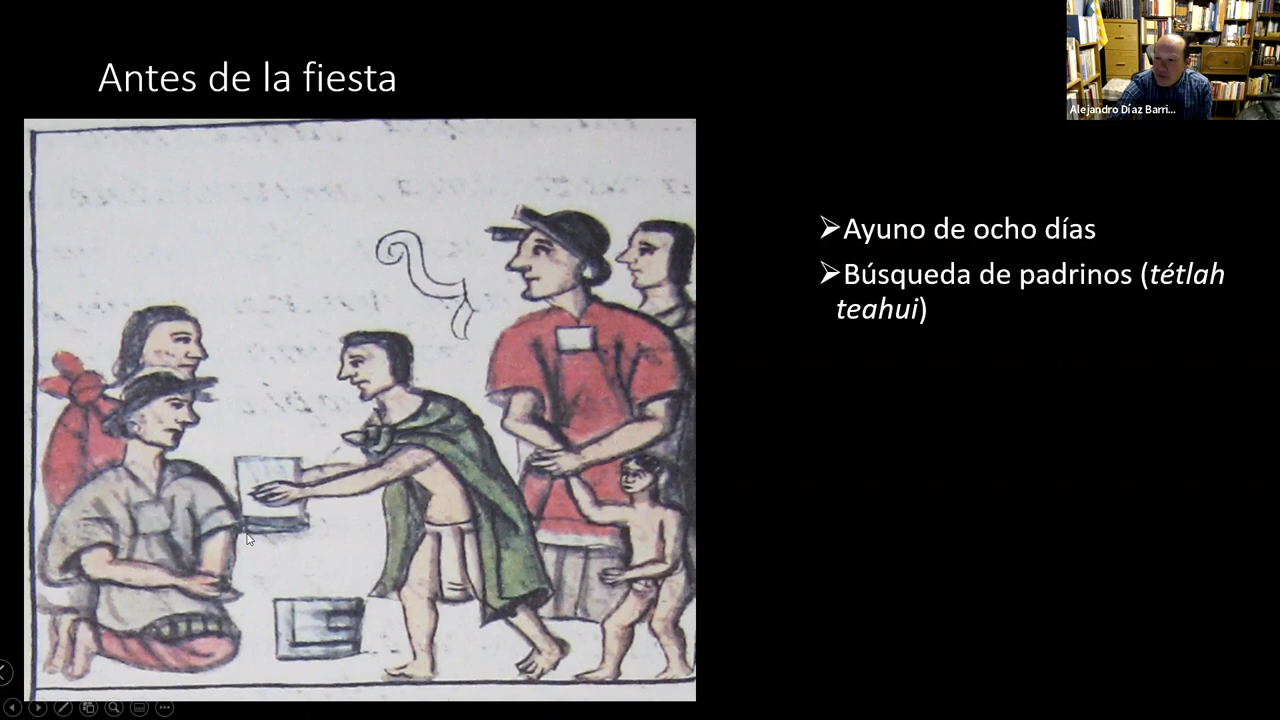 Antes de la fiesta
Alejandro Díaz Barri...
➢Ayuno de ocho días
➢Búsqueda de padrinos (tétlah
teahui)